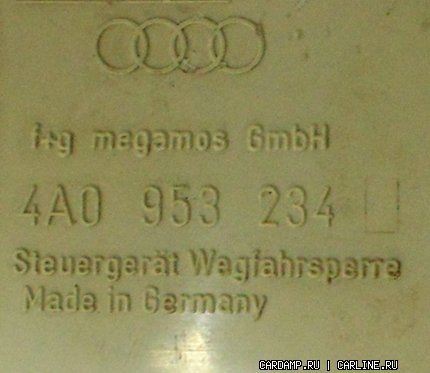 f+g megamos GmbH
4A0 953 234
Steuergerät Wegfahrsperre
Made in Germany
CARDAMP.RU | CARLINE.RU